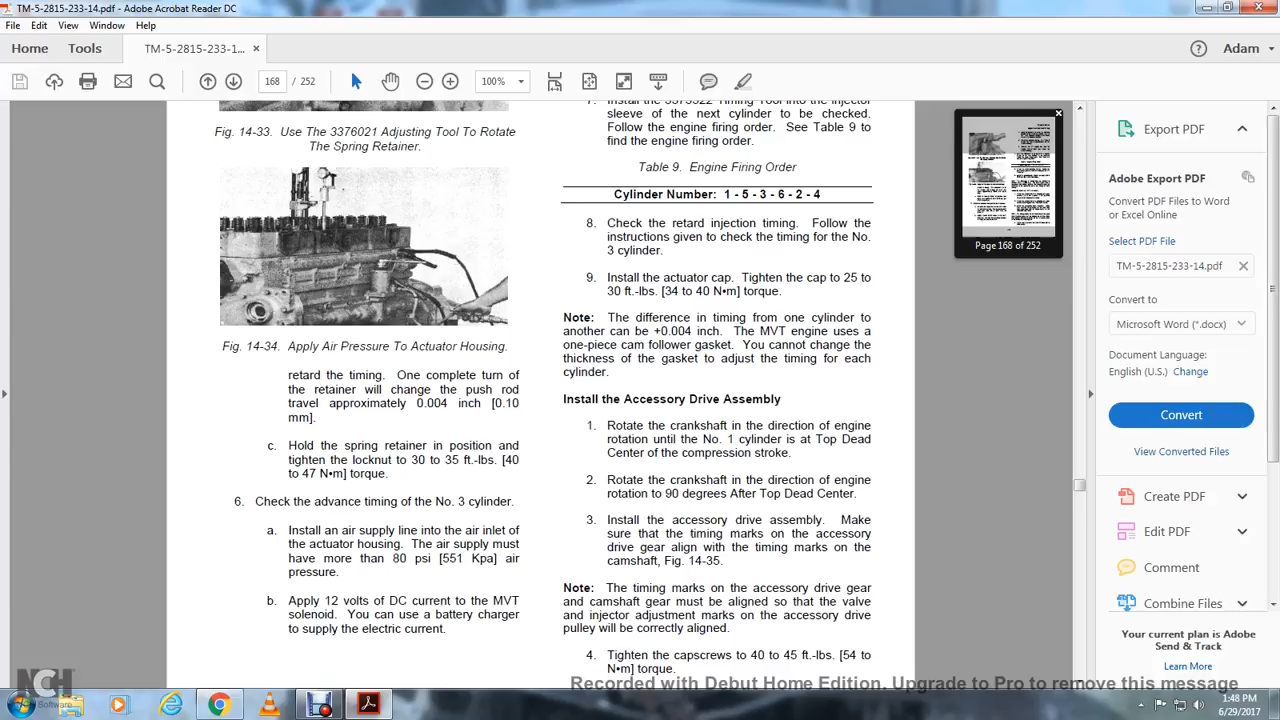 TM-5-2815-233-14.pdf - Adobe Acrobat Reader DC
File Edit View Window Help
Home Tools TM-5-2815-233-1... × Adam
168 / 252 100%
Fig. 14-33. Use The 3376021 Adjusting Tool To Rotate
The Spring Retainer.
Fig. 14-34. Apply Air Pressure To Actuator Housing.
retard the timing. One complete turn of
the retainer will change the push rod
travel approximately 0.004 inch [0.10
mm].
c. Hold the spring retainer in position and
tighten the locknut to 30 to 35 ft.-lbs. [40
to 47 N•m] torque.
6. Check the advance timing of the No. 3 cylinder.
a. Install an air supply line into the air inlet of
the actuator housing. The air supply must
have more than 80 psi [551 Kpa] air
pressure.
b. Apply 12 volts of DC current to the MVT
solenoid. You can use a battery charger
to supply the electric current.
7. Install the 3375522 Timing Tool into the injector
sleeve of the next cylinder to be checked.
Follow the engine firing order. See Table 9 to
find the engine firing order.
Table 9. Engine Firing Order
Cylinder Number: 1 - 5 - 3 - 6 - 2 - 4
8. Check the retard injection timing. Follow the
instructions given to check the timing for the No.
3 cylinder.
9. Install the actuator cap. Tighten the cap to 25 to
30 ft.-lbs. [34 to 40 N•m] torque.
Note: The difference in timing from one cylinder to
another can be +0.004 inch. The MVT engine uses a
one-piece cam follower gasket. You cannot change the
thickness of the gasket to adjust the timing for each
cylinder.
Install the Accessory Drive Assembly
1. Rotate the crankshaft in the direction of engine
rotation until the No. 1 cylinder is at Top Dead
Center of the compression stroke.
2. Rotate the crankshaft in the direction of engine
rotation to 90 degrees After Top Dead Center.
3. Install the accessory drive assembly. Make
sure that the timing marks on the accessory
drive gear align with the timing marks on the
camshaft, Fig. 14-35.
Note: The timing marks on the accessory drive gear
and camshaft gear must be aligned so that the valve
and injector adjustment marks on the accessory drive
pulley will be correctly aligned.
4. Tighten the capscrews to 40 to 45 ft.-lbs. [54 to
N•m] torque.
Page 168 of 252
Export PDF
Adobe Export PDF
Convert PDF Files to Word
or Excel Online
Select PDF File
TM-5-2815-233-14.pdf
Convert to
Microsoft Word (*.docx)
Document Language:
English (U.S.) Change
Convert
View Converted Files
Create PDF
Edit PDF
Comment
Combine Files
Your current plan is Adobe
Send & Track
Learn More
NCH Software
Recorded with Debut Home Edition. Upgrade to Pro to remove this message
1:48 PM
6/29/2017